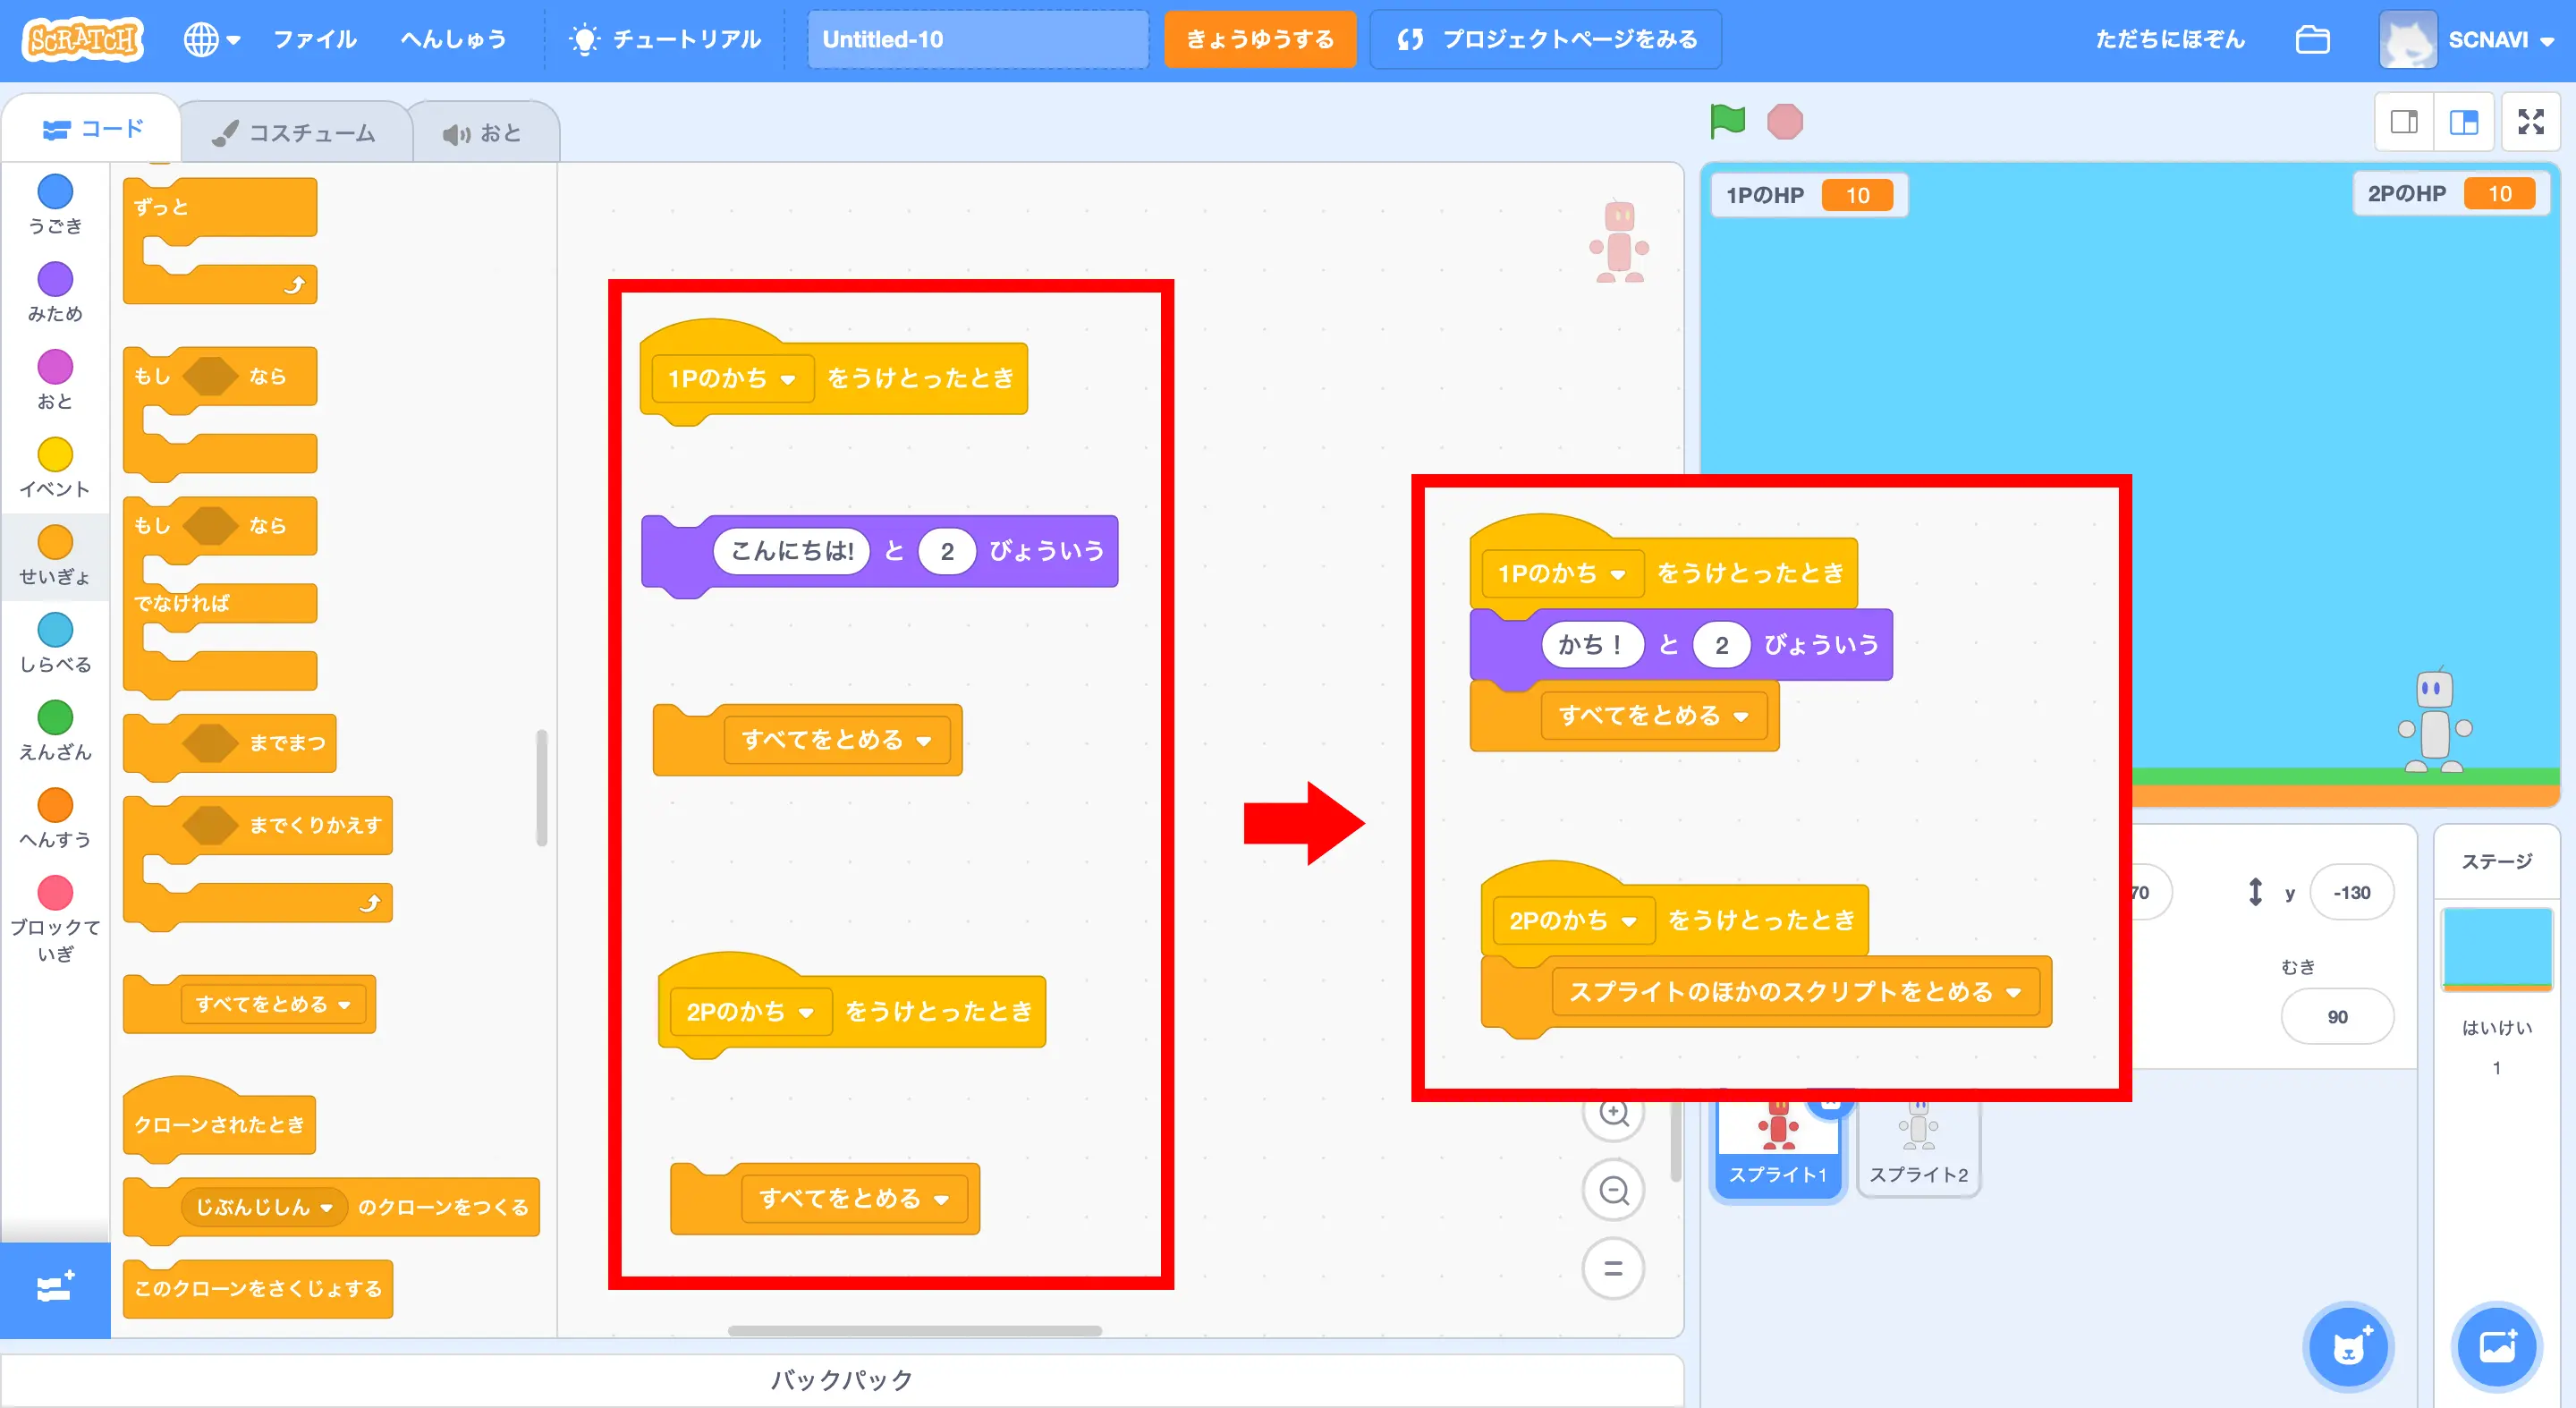 SCRATCH
ファイル
へんしゅう
チュートリアル
Untitled-10
きょうゆうする
プロジェクトページをみる
ただちにほぞん
SCNAVI
コード
コスチューム
おと
うごき
みため
おと
イベント
せいぎょ
しらべる
えんざん
へんすう
ブロックて
いぎ
ずっと
もし なら
もし なら
でなければ
までまつ
までくりかえす
すべてをとめる
クローンされたとき
じぶんじしん のクローンをつくる
このクローンをさくじょする
1Pのかち をうけとったとき
こんにちは! と 2 びょういう
すべてをとめる
2Pのかち をうけとったとき
すべてをとめる
1Pのかち をうけとったとき
かち！ と 2 びょういう
すべてをとめる
2Pのかち をうけとったとき
スプライトのほかのスクリプトをとめる
1PのHP 10
2PのHP 10
70
y -130
むき
90
スプライト1
スプライト2
ステージ
はいけい
1
バックパック